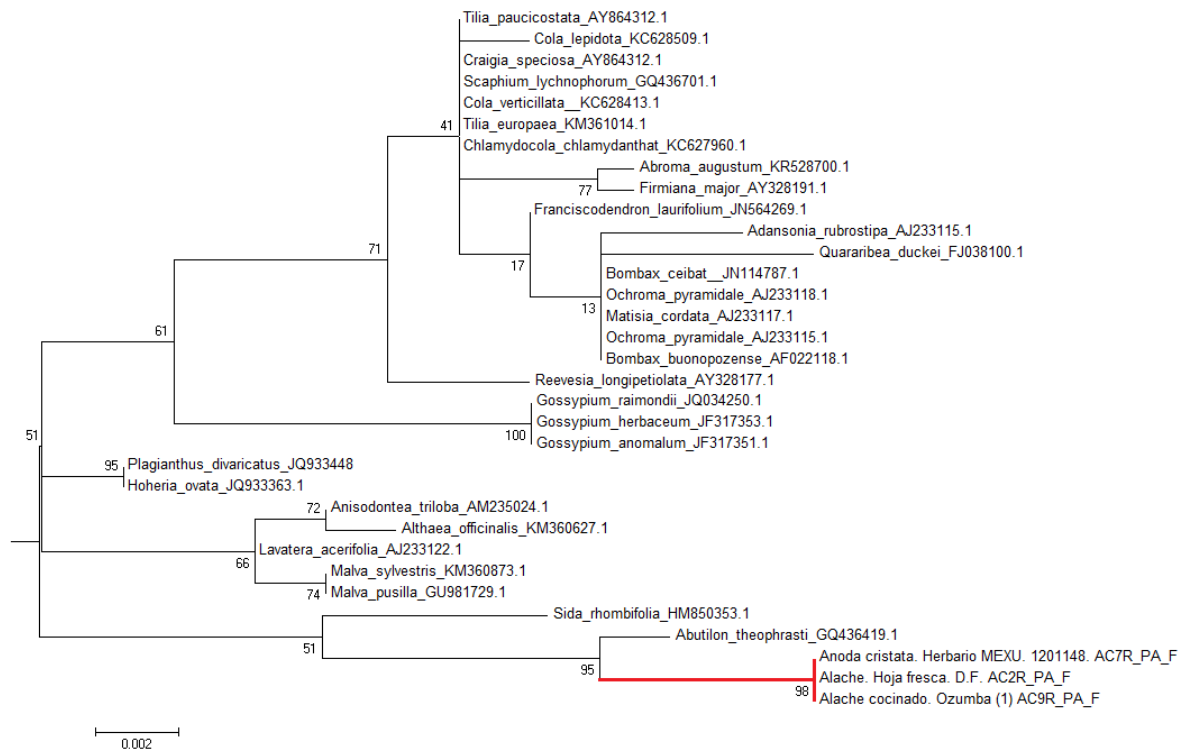 Tilia_paucicostata_AY864312.1
Cola_lepidota_KC628509.1
Craigia_speciosa_AY864312.1
Scaphium_lychnophorum_GQ436701.1
Cola_verticillata__KC628413.1
41
Tilia_europaea_KM361014.1
Chlamydocola_chlamydanthat_KC627960.1
Abroma_augustum_KR528700.1
77
Firmiana_major_AY328191.1
Franciscodendron_laurifolium_JN564269.1
Adansonia_rubrostipa_AJ233115.1
71
Quararibea_duckei_FJ038100.1
17
Bombax_ceibat__JN114787.1
Ochroma_pyramidale_AJ233118.1
13
Matisia_cordata_AJ233117.1
61
Ochroma_pyramidale_AJ233115.1
Bombax_buonopozense_AF022118.1
Reevesia_longipetiolata_AY328177.1
Gossypium_raimondii_JQ034250.1
Gossypium_herbaceum_JF317353.1
51
100
Gossypium_anomalum_JF317351.1
95
Plagianthus_divaricatus_JQ933448
Hoheria_ovata_JQ933363.1
72
Anisodontea_triloba_AM235024.1
Althaea_officinalis_KM360627.1
Lavatera_acerifolia_AJ233122.1
66
Malva_sylvestris_KM360873.1
74
Malva_pusilla_GU981729.1
Sida_rhombifolia_HM850353.1
51
Abutilon_theophrasti_GQ436419.1
95
Anoda cristata. Herbario MEXU. 1201148. AC7R_PA_F
Alache. Hoja fresca. D.F. AC2R_PA_F
98
Alache cocinado. Ozumba (1) AC9R_PA_F
0.002